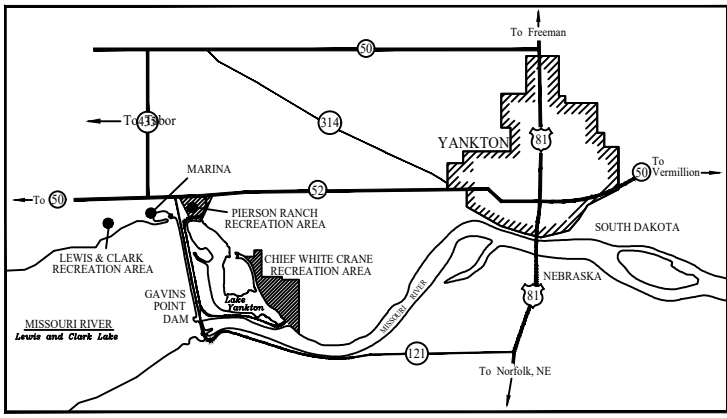 To Freeman
50
To Tabor
435
314
YANKTON
81
To
Vermillion
50
MARINA
To 50
52
PIERSON RANCH
RECREATION AREA
SOUTH DAKOTA
LEWIS & CLARK
RECREATION AREA
CHIEF WHITE CRANE
RECREATION AREA
NEBRASKA
GAVINS
POINT
DAM
Lake
Yankton
MISSOURI RIVER
81
MISSOURI RIVER
Lewis and Clark Lake
121
To Norfolk, NE